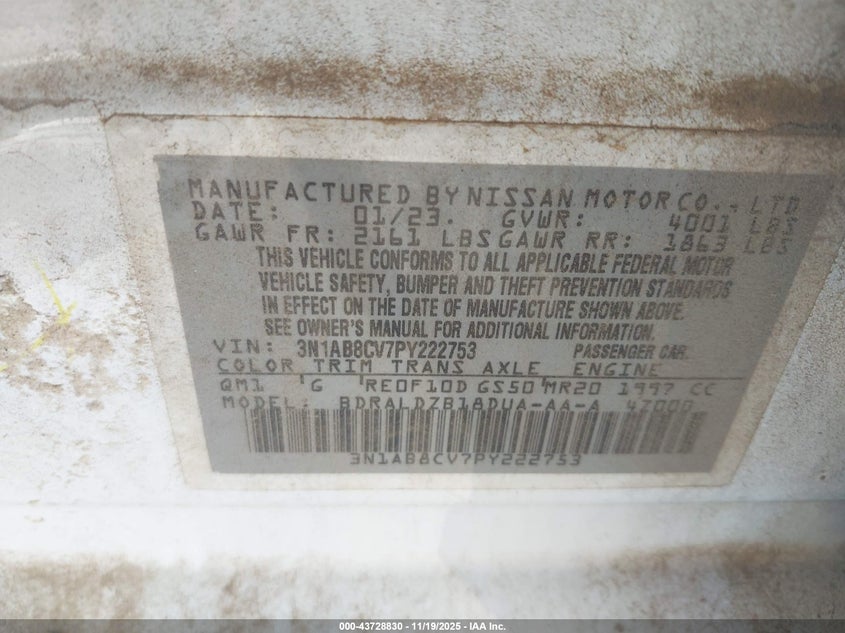 MANUFACTURED BY NISSAN MOTOR CO., LTD
DATE: 01/23. GVWR: 4001 LBS
GAWR FR: 2161 LBS GAWR RR: 1863 LBS
THIS VEHICLE CONFORMS TO ALL APPLICABLE FEDERAL MOTOR
VEHICLE SAFETY, BUMPER AND THEFT PREVENTION STANDARDS
IN EFFECT ON THE DATE OF MANUFACTURE SHOWN ABOVE.
SEE OWNER'S MANUAL FOR ADDITIONAL INFORMATION.
VIN: 3N1AB8CV7PY222753 PASSENGER CAR
COLOR TRIM TRANS AXLE ENGINE
QM1 G RE0F10D GS50 MR20 1997 CC
MODEL: BDRALDZB18DUA-AA-A 47000
3N1AB8CV7PY222753
000-43728830 - 11/19/2025 - IAA Inc.